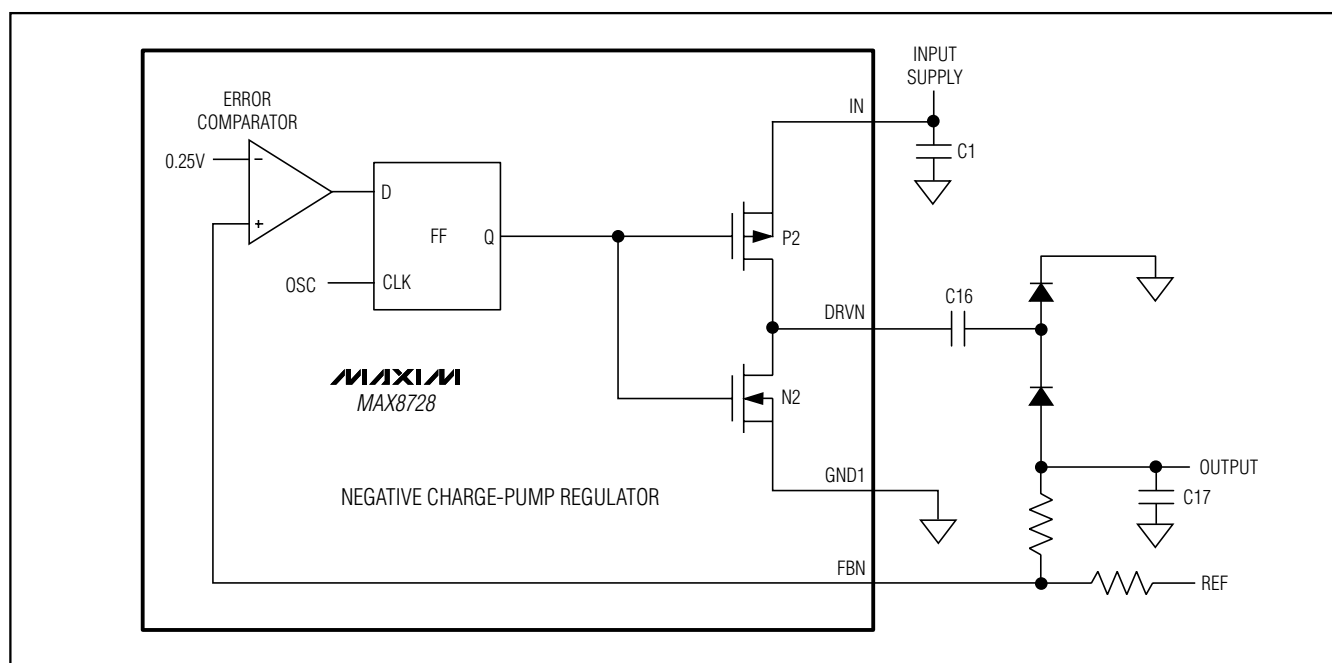 INPUT
SUPPLY
IN
ERROR
COMPARATOR
C1
0.25V
−
D
+
FF
Q
P2
OSC
CLK
C16
DRVN
MAXIM
MAX8728
N2
OUTPUT
GND1
C17
NEGATIVE CHARGE-PUMP REGULATOR
FBN
REF